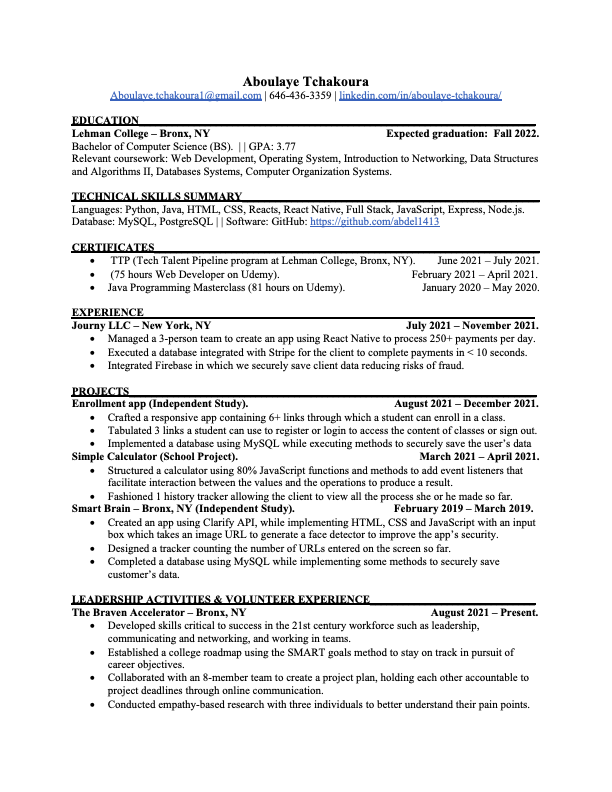 Aboulaye Tchakoura
Aboulaye.tchakoura1@gmail.com | 646-436-3359 | linkedin.com/in/aboulaye-tchakoura/
EDUCATION
Lehman College – Bronx, NY Expected graduation: Fall 2022.
Bachelor of Computer Science (BS). | | GPA: 3.77
Relevant coursework: Web Development, Operating System, Introduction to Networking, Data Structures
and Algorithms II, Databases Systems, Computer Organization Systems.
TECHNICAL SKILLS SUMMARY
Languages: Python, Java, HTML, CSS, Reacts, React Native, Full Stack, JavaScript, Express, Node.js.
Database: MySQL, PostgreSQL | | Software: GitHub: https://github.com/abdel1413
CERTIFICATES
• TTP (Tech Talent Pipeline program at Lehman College, Bronx, NY). June 2021 – July 2021.
• (75 hours Web Developer on Udemy). February 2021 – April 2021.
• Java Programming Masterclass (81 hours on Udemy). January 2020 – May 2020.
EXPERIENCE
Journy LLC – New York, NY July 2021 – November 2021.
• Managed a 3-person team to create an app using React Native to process 250+ payments per day.
• Executed a database integrated with Stripe for the client to complete payments in < 10 seconds.
• Integrated Firebase in which we securely save client data reducing risks of fraud.
PROJECTS
Enrollment app (Independent Study). August 2021 – December 2021.
• Crafted a responsive app containing 6+ links through which a student can enroll in a class.
• Tabulated 3 links a student can use to register or login to access the content of classes or sign out.
• Implemented a database using MySQL while executing methods to securely save the user’s data
Simple Calculator (School Project). March 2021 – April 2021.
• Structured a calculator using 80% JavaScript functions and methods to add event listeners that
facilitate interaction between the values and the operations to produce a result.
• Fashioned 1 history tracker allowing the client to view all the process she or he made so far.
Smart Brain – Bronx, NY (Independent Study). February 2019 – March 2019.
• Created an app using Clarify API, while implementing HTML, CSS and JavaScript with an input
box which takes an image URL to generate a face detector to improve the app’s security.
• Designed a tracker counting the number of URLs entered on the screen so far.
• Completed a database using MySQL while implementing some methods to securely save
customer’s data.
LEADERSHIP ACTIVITIES & VOLUNTEER EXPERIENCE
The Braven Accelerator – Bronx, NY August 2021 – Present.
• Developed skills critical to success in the 21st century workforce such as leadership,
communicating and networking, and working in teams.
• Established a college roadmap using the SMART goals method to stay on track in pursuit of
career objectives.
• Collaborated with an 8-member team to create a project plan, holding each other accountable to
project deadlines through online communication.
• Conducted empathy-based research with three individuals to better understand their pain points.